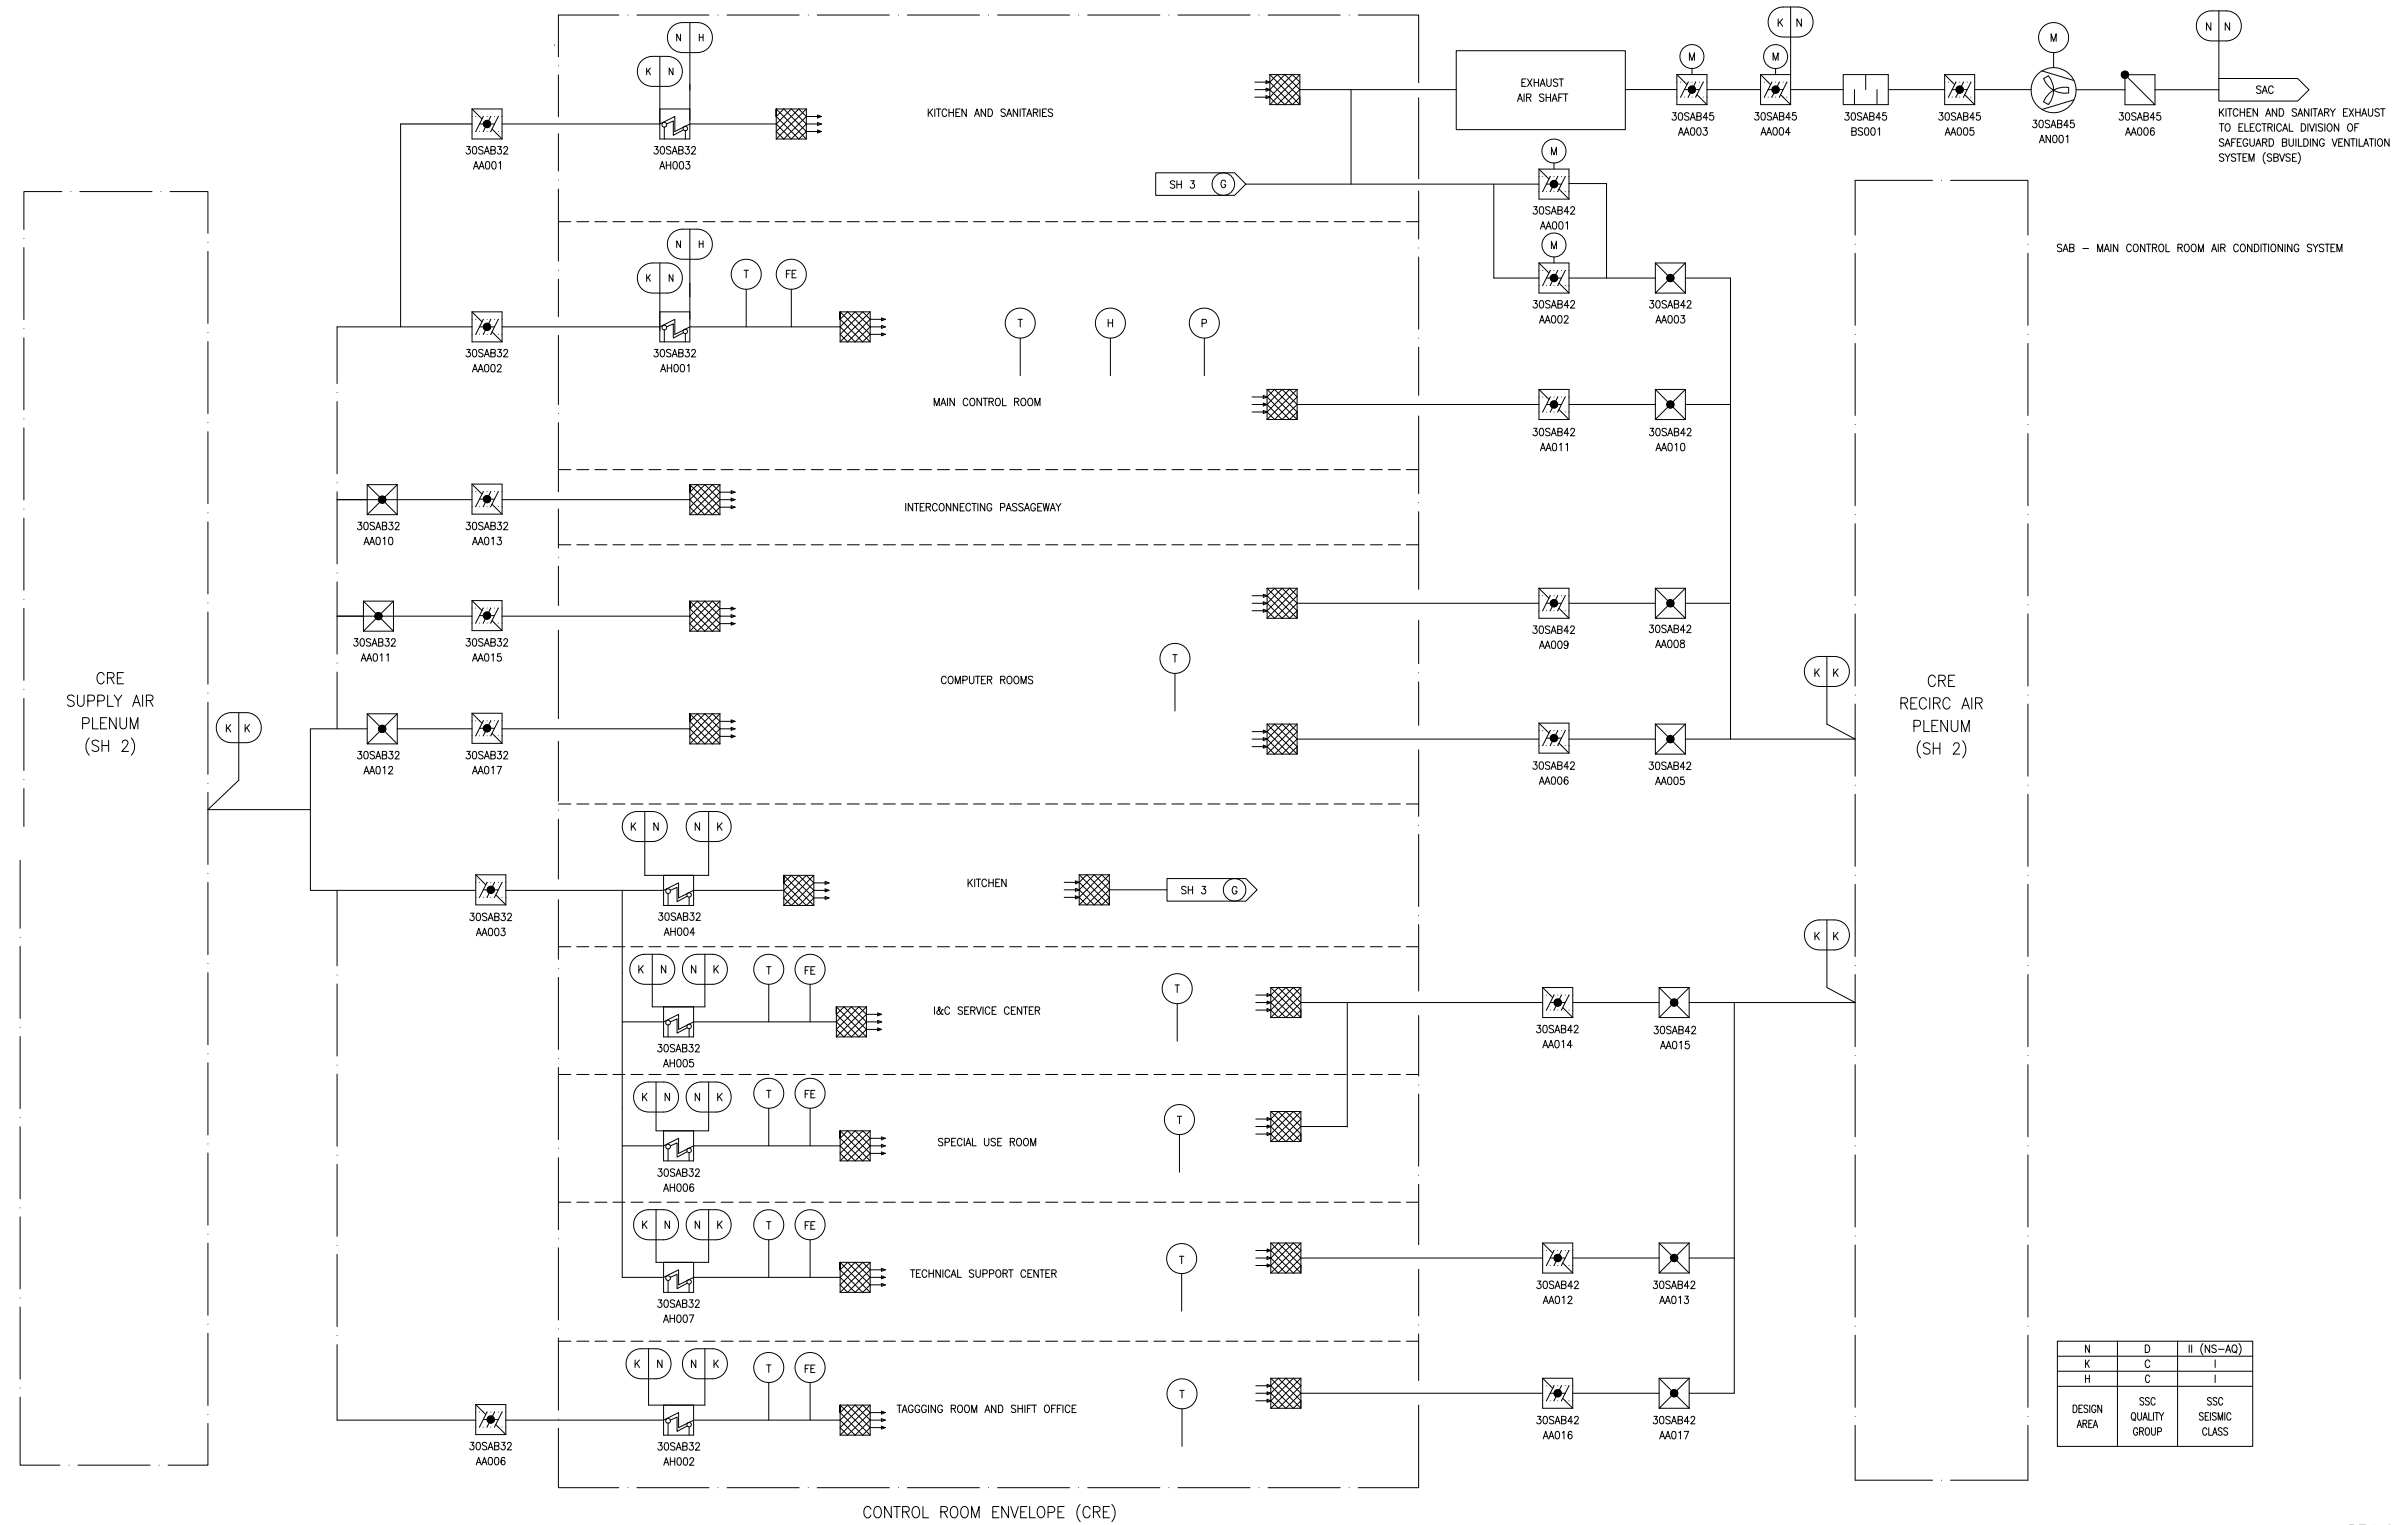 N H
K N
KITCHEN AND SANITARIES
30SAB32
AA001
30SAB32
AH003
EXHAUST
AIR SHAFT
M
30SAB45
AA003
K N
M
30SAB45
AA004
30SAB45
BS001
30SAB45
AA005
M
30SAB45
AN001
30SAB45
AA006
N N
SAC
KITCHEN AND SANITARY EXHAUST
TO ELECTRICAL DIVISION OF
SAFEGUARD BUILDING VENTILATION
SYSTEM (SBVSE)
SH 3 G
M
30SAB42
AA001
M
30SAB42
AA002
30SAB42
AA003
SAB - MAIN CONTROL ROOM AIR CONDITIONING SYSTEM
N H
K N
T
FE
30SAB32
AA002
30SAB32
AH001
T
H
P
MAIN CONTROL ROOM
30SAB42
AA011
30SAB42
AA010
30SAB32
AA010
30SAB32
AA013
INTERCONNECTING PASSAGEWAY
30SAB32
AA011
30SAB32
AA015
30SAB42
AA009
30SAB42
AA008
T
COMPUTER ROOMS
CRE
SUPPLY AIR
PLENUM
(SH 2)
K K
30SAB32
AA012
30SAB32
AA017
30SAB42
AA006
30SAB42
AA005
K K
CRE
RECIRC AIR
PLENUM
(SH 2)
K N
N K
KITCHEN
SH 3 G
30SAB32
AA003
30SAB32
AH004
K N
N K
T
FE
I&C SERVICE CENTER
T
30SAB32
AH005
30SAB42
AA014
30SAB42
AA015
K K
K N
N K
T
FE
SPECIAL USE ROOM
T
30SAB32
AH006
K N
N K
T
FE
TECHNICAL SUPPORT CENTER
T
30SAB32
AH007
30SAB42
AA012
30SAB42
AA013
K N
N K
T
FE
TAGGGING ROOM AND SHIFT OFFICE
T
30SAB32
AA006
30SAB32
AH002
30SAB42
AA016
30SAB42
AA017
N D II (NS-AQ)
K C I
H C I
DESIGN
AREA
SSC
QUALITY
GROUP
SSC
SEISMIC
CLASS
CONTROL ROOM ENVELOPE (CRE)